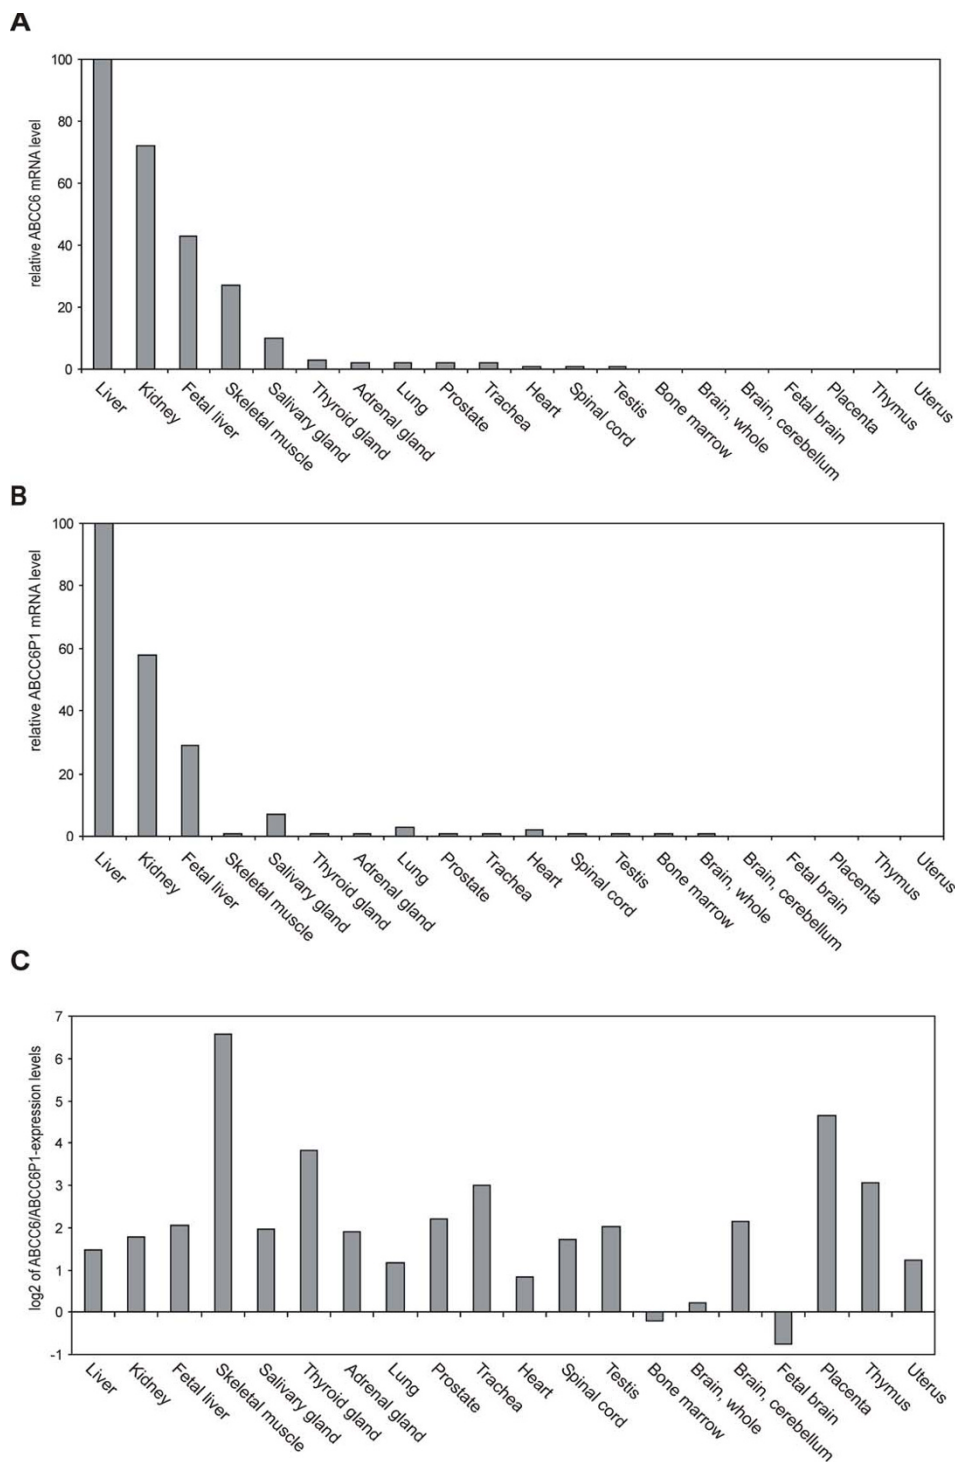 A
relative ABCC6 mRNA level
100
80
60
40
20
0
Liver
Kidney
Fetal liver
Skeletal muscle
Salivary gland
Thyroid gland
Adrenal gland
Lung
Prostate
Trachea
Heart
Spinal cord
Testis
Bone marrow
Brain, whole
Brain, cerebellum
Fetal brain
Placenta
Thymus
Uterus
B
relative ABCC6P1 mRNA level
100
80
60
40
20
0
Liver
Kidney
Fetal liver
Skeletal muscle
Salivary gland
Thyroid gland
Adrenal gland
Lung
Prostate
Trachea
Heart
Spinal cord
Testis
Bone marrow
Brain, whole
Brain, cerebellum
Fetal brain
Placenta
Thymus
Uterus
C
log2 of ABCC6/ABCC6P1-expression levels
7
6
5
4
3
2
1
0
-1
Liver
Kidney
Fetal liver
Skeletal muscle
Salivary gland
Thyroid gland
Adrenal gland
Lung
Prostate
Trachea
Heart
Spinal cord
Testis
Bone marrow
Brain, whole
Brain, cerebellum
Fetal brain
Placenta
Thymus
Uterus